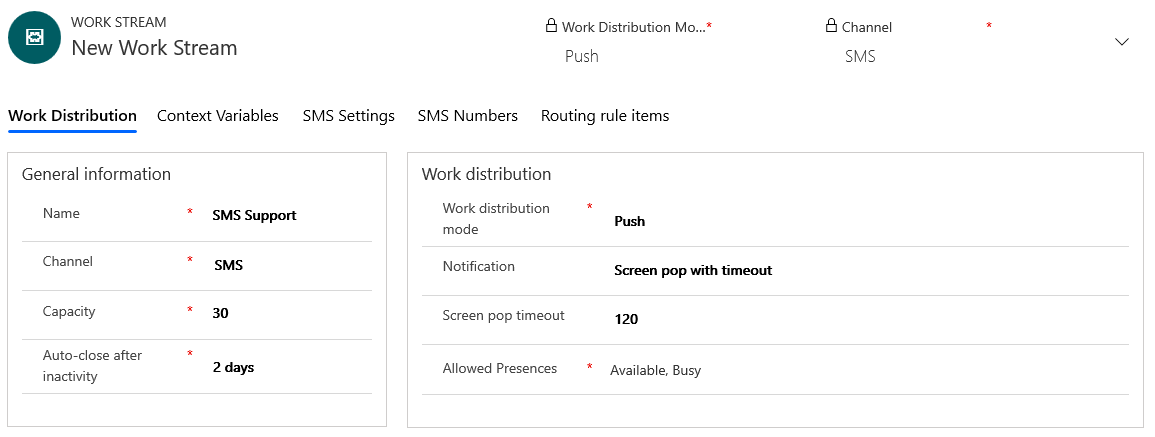 WORK STREAM
New Work Stream
Work Distribution Mo...*
Push
Channel *
SMS
Work Distribution Context Variables SMS Settings SMS Numbers Routing rule items
General information
Name * SMS Support
Channel * SMS
Capacity * 30
Auto-close after
inactivity * 2 days
Work distribution
Work distribution
mode * Push
Notification Screen pop with timeout
Screen pop timeout 120
Allowed Presences * Available, Busy